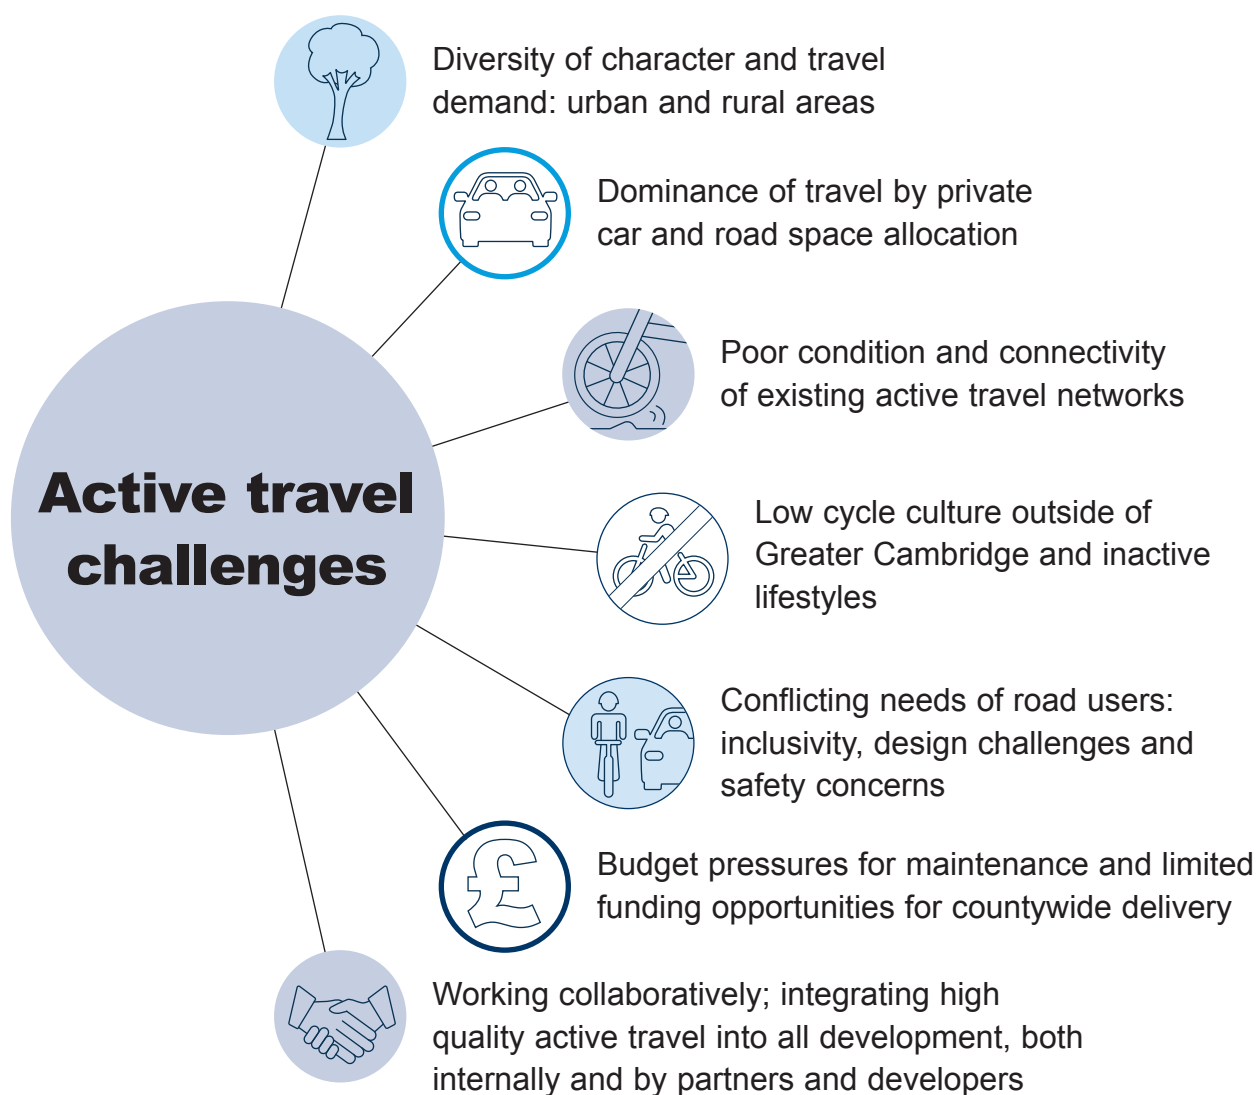 Diversity of character and travel
demand: urban and rural areas
Dominance of travel by private
car and road space allocation
Poor condition and connectivity
of existing active travel networks
Active travel
challenges
Low cycle culture outside of
Greater Cambridge and inactive
lifestyles
Conflicting needs of road users:
inclusivity, design challenges and
safety concerns
£
Budget pressures for maintenance and limited
funding opportunities for countywide delivery
Working collaboratively; integrating high
quality active travel into all development, both
internally and by partners and developers